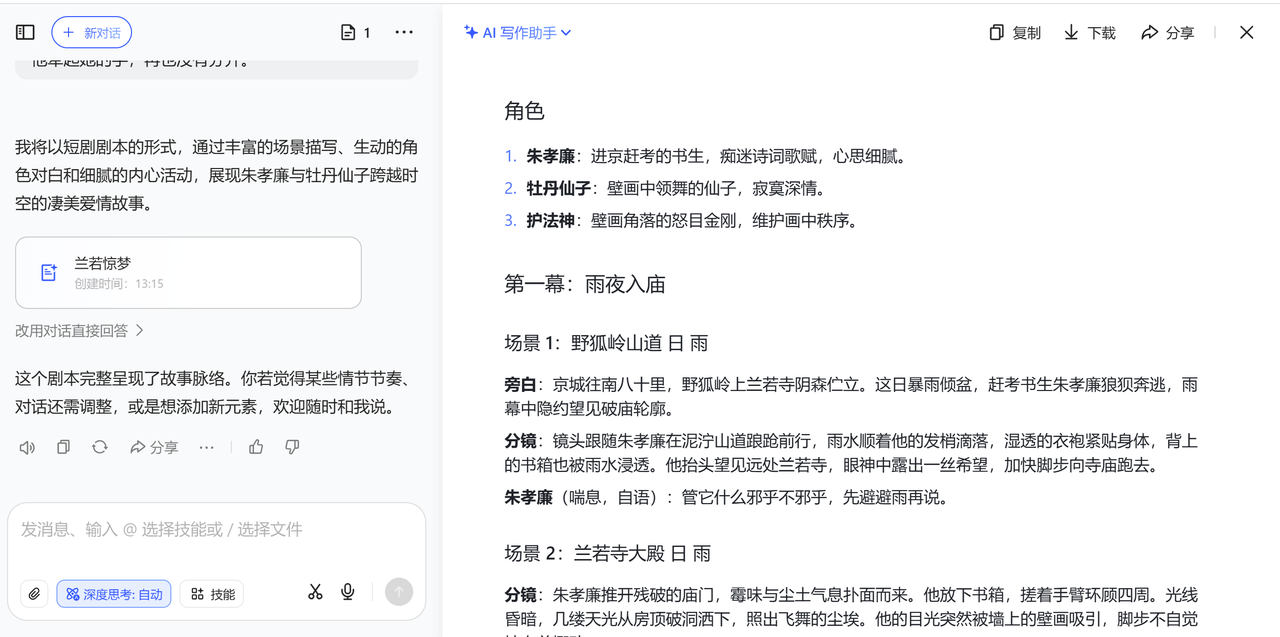 新对话
1
他牵起她的手，再也没有分开。
我将以短剧剧本的形式，通过丰富的场景描写、生动的角
色对白和细腻的内心活动，展现朱孝廉与牡丹仙子跨越时
空的凄美爱情故事。
兰若惊梦
创建时间：13:15
改用对话直接回答
这个剧本完整呈现了故事脉络。你若觉得某些情节节奏、
对话还需调整，或是想添加新元素，欢迎随时和我说。
分享
发消息、输入 @ 选择技能或 / 选择文件
深度思考: 自动
技能
AI 写作助手
复制
下载
分享
角色
1. 朱孝廉：进京赶考的书生，痴迷诗词歌赋，心思细腻。
2. 牡丹仙子：壁画中领舞的仙子，寂寞深情。
3. 护法神：壁画角落的怒目金刚，维护画中秩序。
第一幕：雨夜入庙
场景 1：野狐岭山道 日 雨
旁白：京城往南八十里，野狐岭上兰若寺阴森伫立。这日暴雨倾盆，赶考书生朱孝廉狼狈奔逃，雨
幕中隐约望见破庙轮廓。
分镜：镜头跟随朱孝廉在泥泞山道踉跄前行，雨水顺着他的发梢滴落，湿透的衣袍紧贴身体，背上
的书箱也被雨水浸透。他抬头望见远处兰若寺，眼神中露出一丝希望，加快脚步向寺庙跑去。
朱孝廉（喘息，自语）：管它什么邪乎不邪乎，先避避雨再说。
场景 2：兰若寺大殿 日 雨
分镜：朱孝廉推开残破的庙门，霉味与尘土气息扑面而来。他放下书箱，搓着手臂环顾四周。光线
昏暗，几缕天光从房顶破洞洒下，照出飞舞的尘埃。他的目光突然被墙上的壁画吸引，脚步不自觉